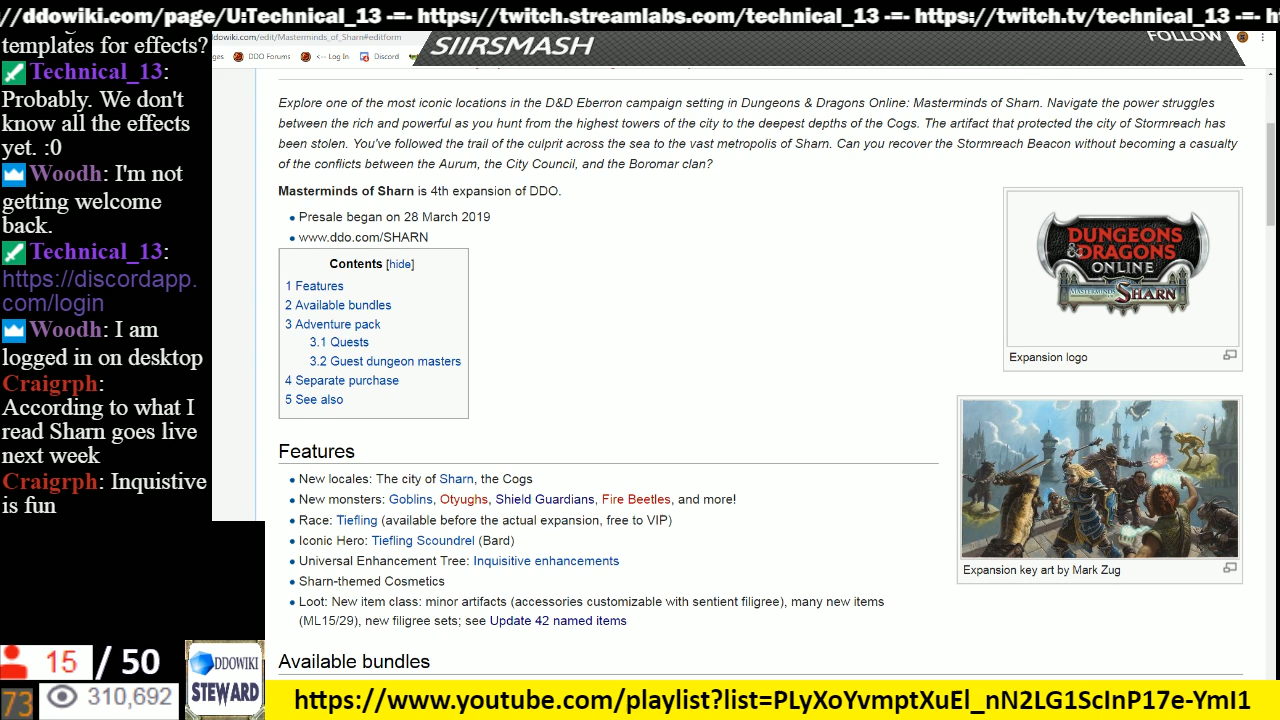 //ddowiki.com/page/U:Technical_13 -=- https://twitch.streamlabs.com/technical_13 -=- https://twitch.tv/technical_13 -=- h
templates for effects?
Technical_13:
Probably. We don't
know all the effects
yet. :0
Woodh: I'm not
getting welcome
back.
Technical_13:
https://discordapp.
com/login
Woodh: I am
logged in on desktop
Craigrph:
According to what I
read Sharn goes live
next week
Craigrph: Inquistive
is fun
15 / 50
73
310,692
DDOWIKI
STEWARD
dowiki.com/edit/Masterminds_of_Sharn#editform
SIIRSMASH
FOLLOW
ges
DDO Forums
<-- Log In
Discord
Explore one of the most iconic locations in the D&D Eberron campaign setting in Dungeons & Dragons Online: Masterminds of Sharn. Navigate the power struggles
between the rich and powerful as you hunt from the highest towers of the city to the deepest depths of the Cogs. The artifact that protected the city of Stormreach has
been stolen. You've followed the trail of the culprit across the sea to the vast metropolis of Sharn. Can you recover the Stormreach Beacon without becoming a casualty
of the conflicts between the Aurum, the City Council, and the Boromar clan?
Masterminds of Sharn is 4th expansion of DDO.
Presale began on 28 March 2019
www.ddo.com/SHARN
Contents [hide]
1 Features
2 Available bundles
3 Adventure pack
3.1 Quests
3.2 Guest dungeon masters
4 Separate purchase
5 See also
DUNGEONS
& DRAGONS
ONLINE
MASTERMINDS
SHARN
Expansion logo
Expansion key art by Mark Zug
Features
New locales: The city of Sharn, the Cogs
New monsters: Goblins, Otyughs, Shield Guardians, Fire Beetles, and more!
Race: Tiefling (available before the actual expansion, free to VIP)
Iconic Hero: Tiefling Scoundrel (Bard)
Universal Enhancement Tree: Inquisitive enhancements
Sharn-themed Cosmetics
Loot: New item class: minor artifacts (accessories customizable with sentient filigree), many new items
(ML15/29), new filigree sets; see Update 42 named items
Available bundles
https://www.youtube.com/playlist?list=PLyXoYvmptXuEl_nN2LG1ScInP17e-YmI1